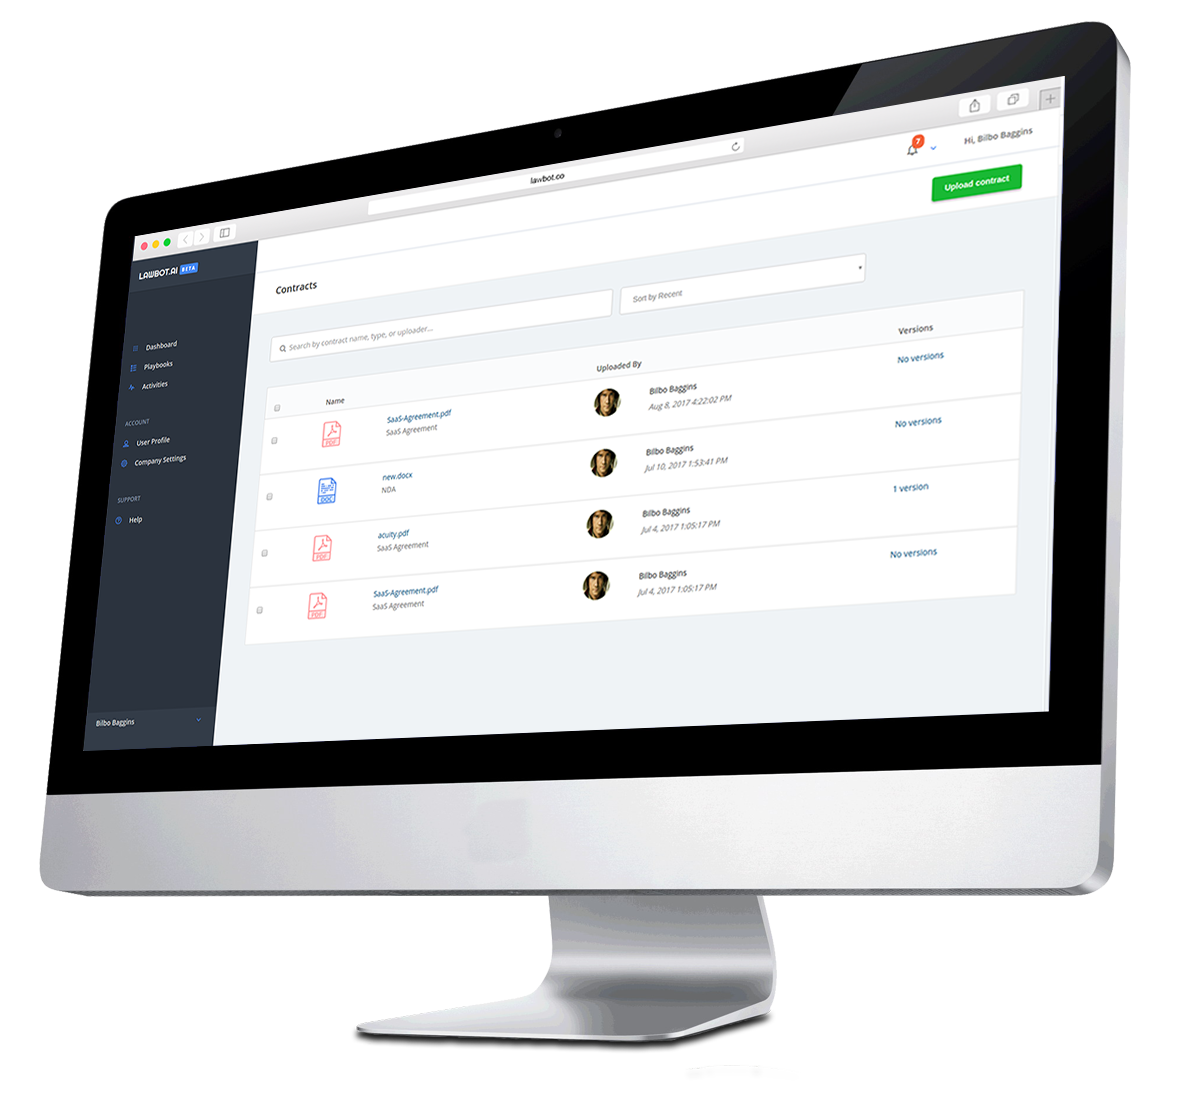 lawbot.co
7
Hi, Bilbo Baggins
Upload contract
LAWBOT.AI BETA
Dashboard
Playbooks
Activities
ACCOUNT
User Profile
Company Settings
SUPPORT
Help
Bilbo Baggins
Contracts
Search by contract name, type, or uploader...
Sort by Recent
Name
Uploaded By
Versions
PDF
SaaS-Agreement.pdf
SaaS Agreement
Bilbo Baggins
Aug 8, 2017 4:22:02 PM
No versions
DOC
new.docx
NDA
Bilbo Baggins
Jul 10, 2017 1:53:41 PM
No versions
PDF
acuity.pdf
SaaS Agreement
Bilbo Baggins
Jul 4, 2017 1:05:17 PM
1 version
PDF
SaaS-Agreement.pdf
SaaS Agreement
Bilbo Baggins
Jul 4, 2017 1:05:17 PM
No versions